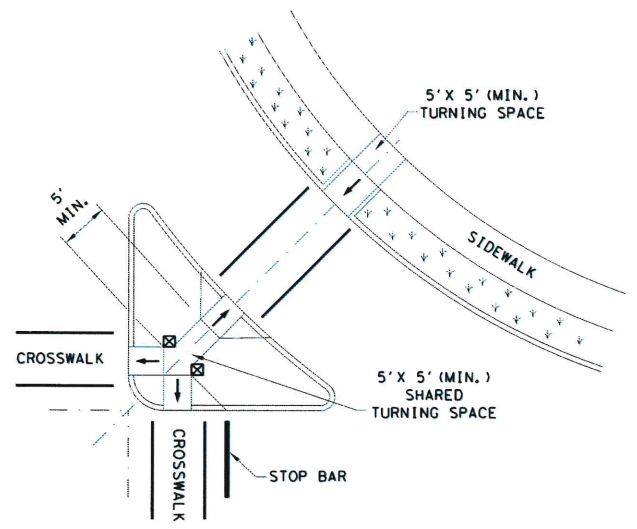 5'X 5'(MIN.)
TURNING SPACE
5'
MIN.
SIDEWALK
CROSSWALK
5'X 5'(MIN.)
SHARED
TURNING SPACE
CROSSWALK
STOP BAR